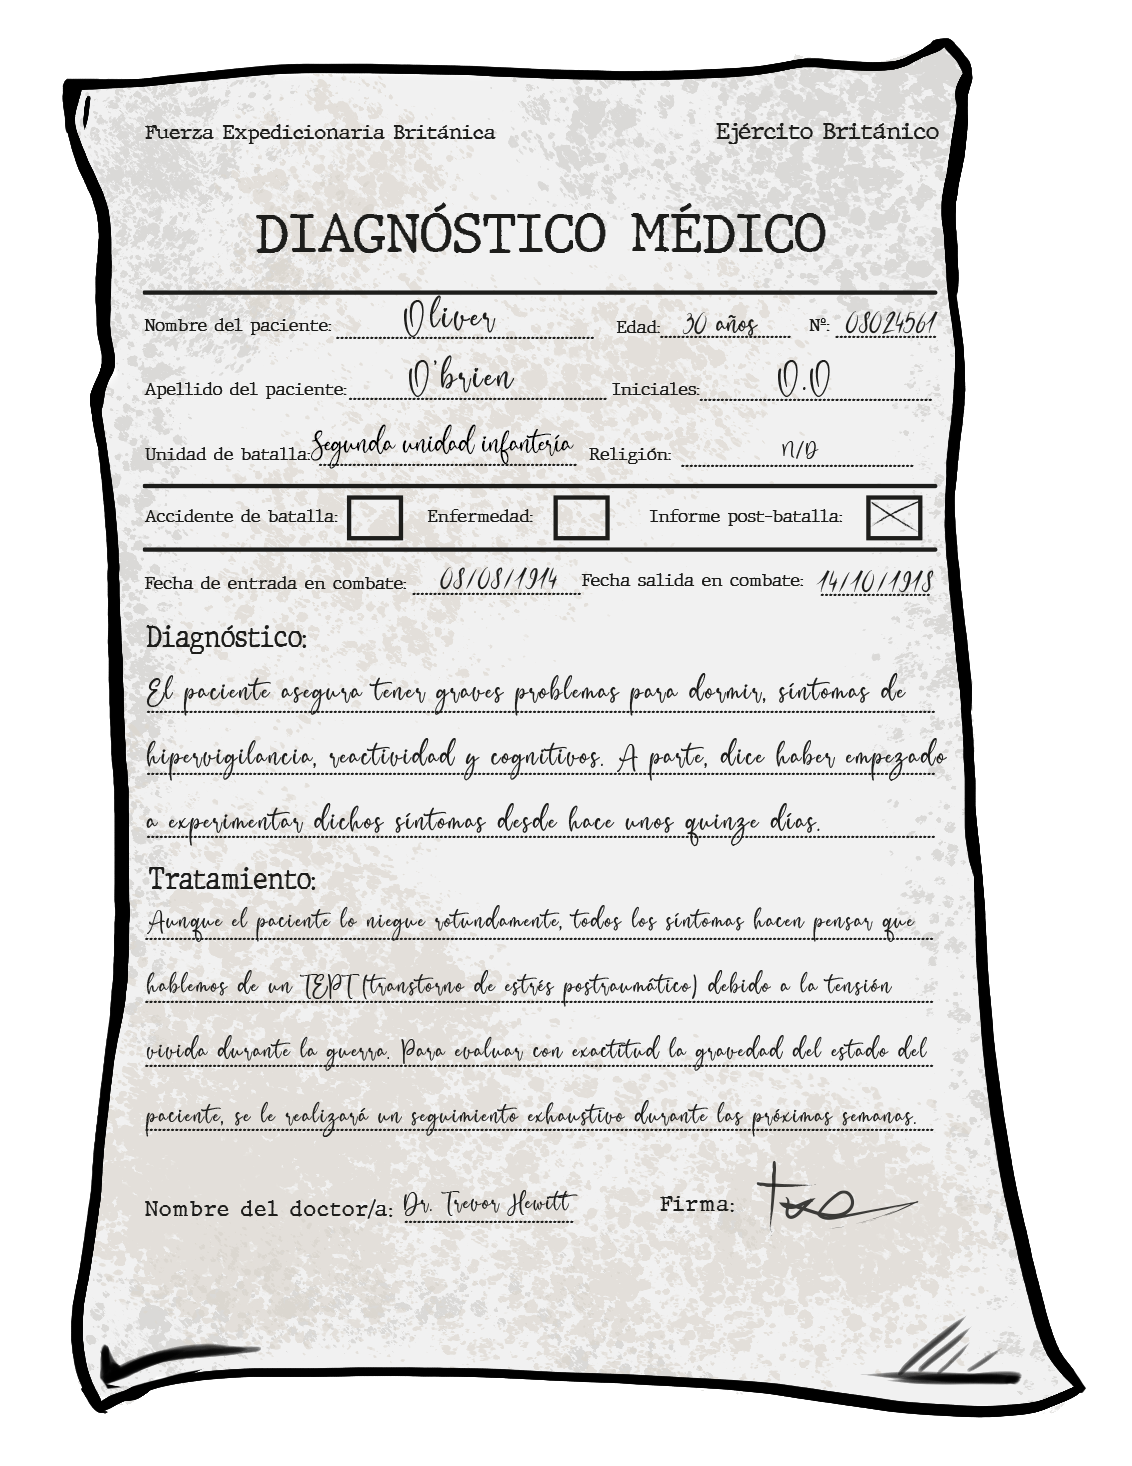 Fuerza Expedicionaria Británica Ejército Británico
DIAGNÓSTICO MÉDICO
Nombre del paciente: Oliver Edad: 30 años Nº: 08024561
Apellido del paciente: O'brien Iniciales: O.O
Unidad de batalla: Segunda unidad infantería Religión: N/D
Accidente de batalla: Enfermedad: Informe post-batalla:
Fecha de entrada en combate: 08/08/1914 Fecha salida en combate: 14/10/1918
Diagnóstico:
El paciente asegura tener graves problemas para dormir, síntomas de
hipervigilancia, reactividad y cognitivos. A parte, dice haber empezado
a experimentar dichos síntomas desde hace unos quinze días.
Tratamiento:
Aunque el paciente lo niegue rotundamente, todos los síntomas hacen pensar que
hablemos de un TEPT (transtorno de estrés postraumático) debido a la tensión
vivida durante la guerra. Para evaluar con exactitud la gravedad del estado del
paciente, se le realizará un seguimiento exhaustivo durante las próximas semanas.
Nombre del doctor/a: Dr. Trevor Hewitt Firma: